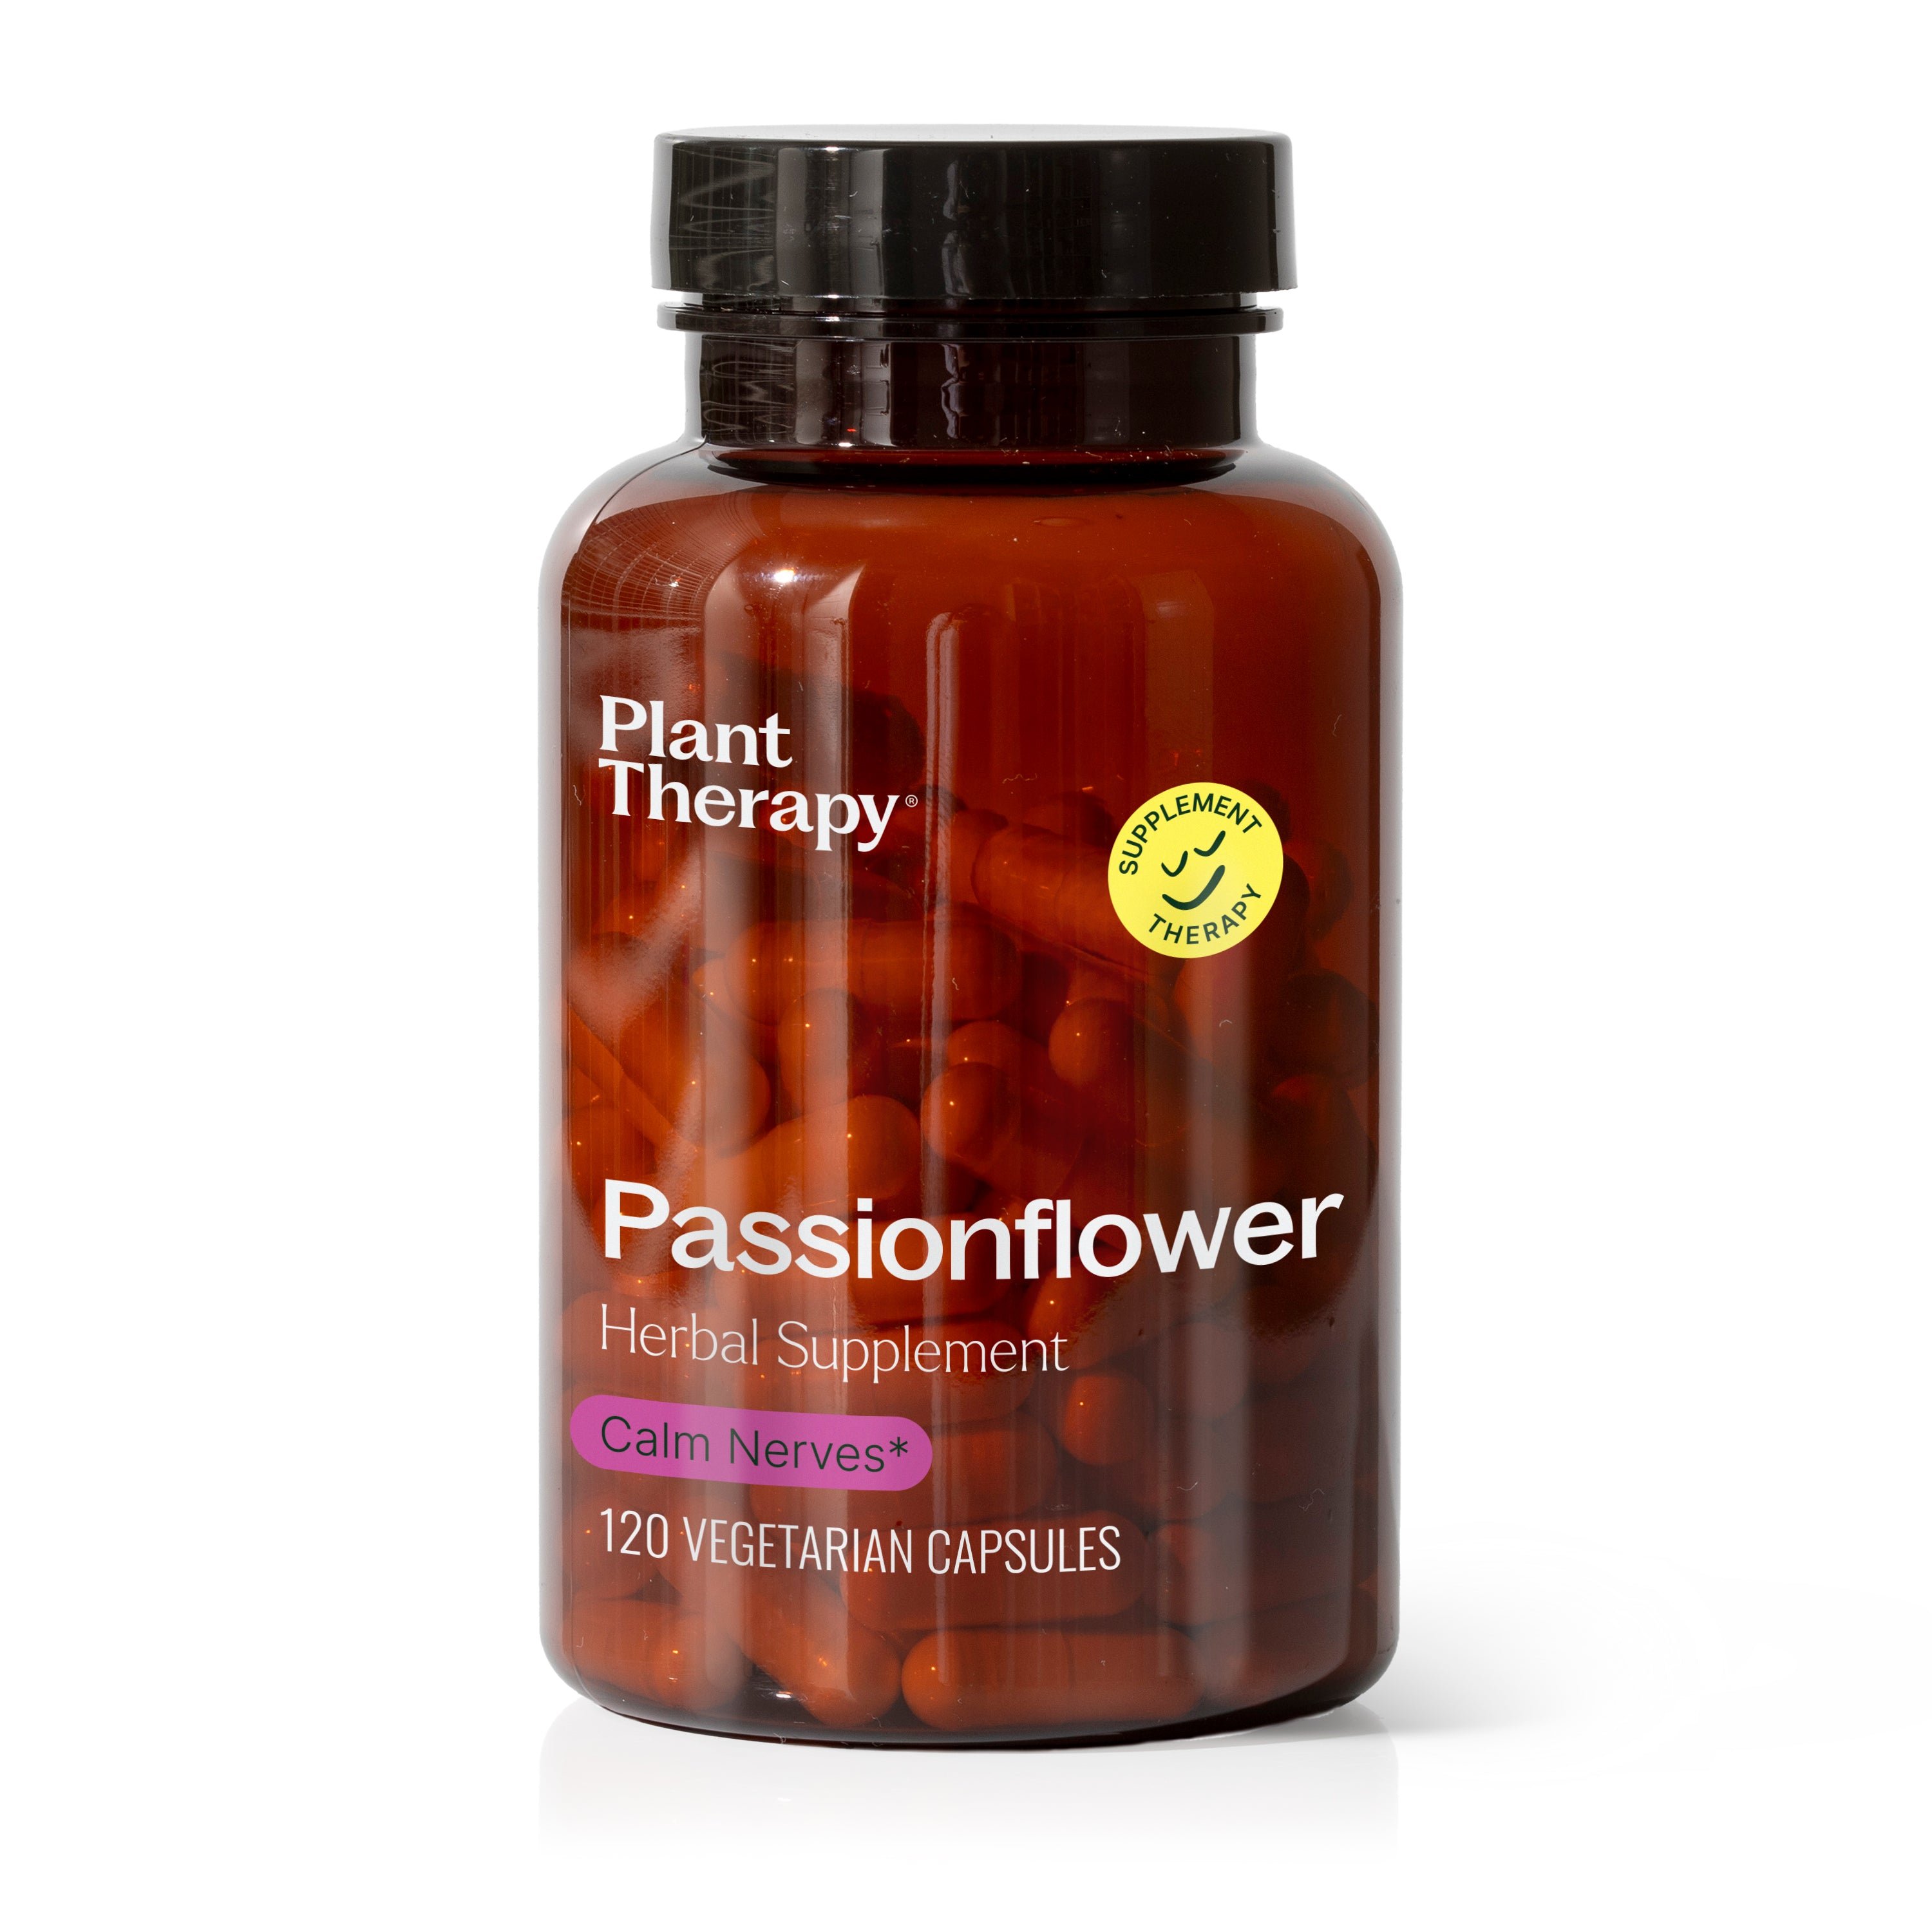 Plant
Therapy®
SUPPLEMENT
THERAPY
Passionflower
Herbal Supplement
Calm Nerves*
120 VEGETARIAN CAPSULES